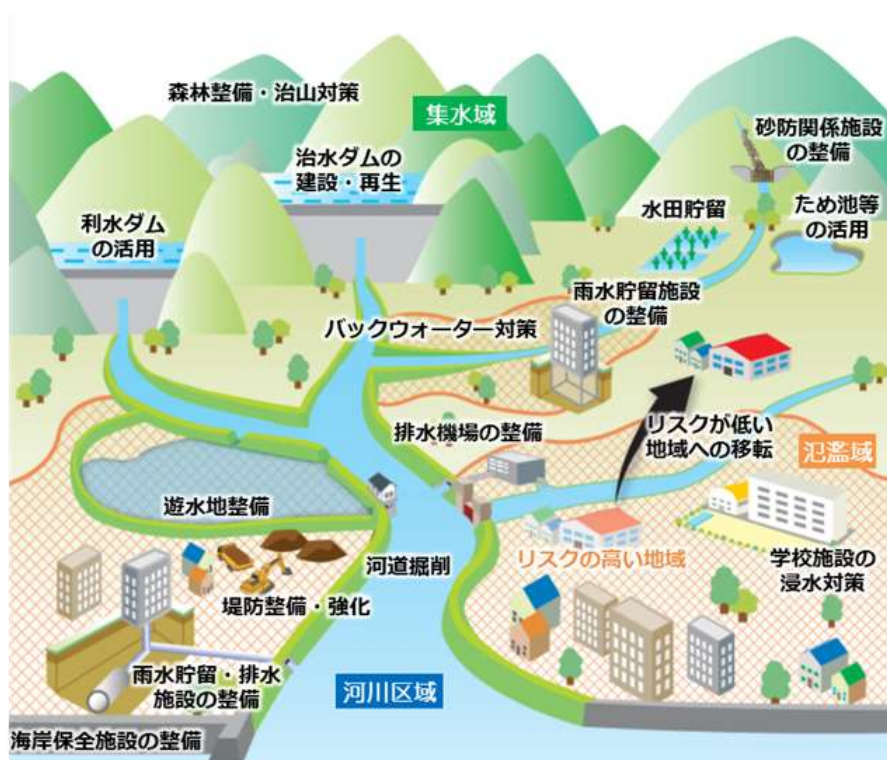 森林整備・治山対策
集水域
砂防関係施設
の整備
治水ダムの
建設・再生
水田貯留
ため池等
の活用
利水ダム
の活用
雨水貯留施設
の整備
バックウォーター対策
排水機場の整備
リスクが低い
地域への移転
氾濫域
遊水地整備
河道掘削
リスクの高い地域
学校施設の
浸水対策
堤防整備・強化
雨水貯留・排水
施設の整備
河川区域
海岸保全施設の整備